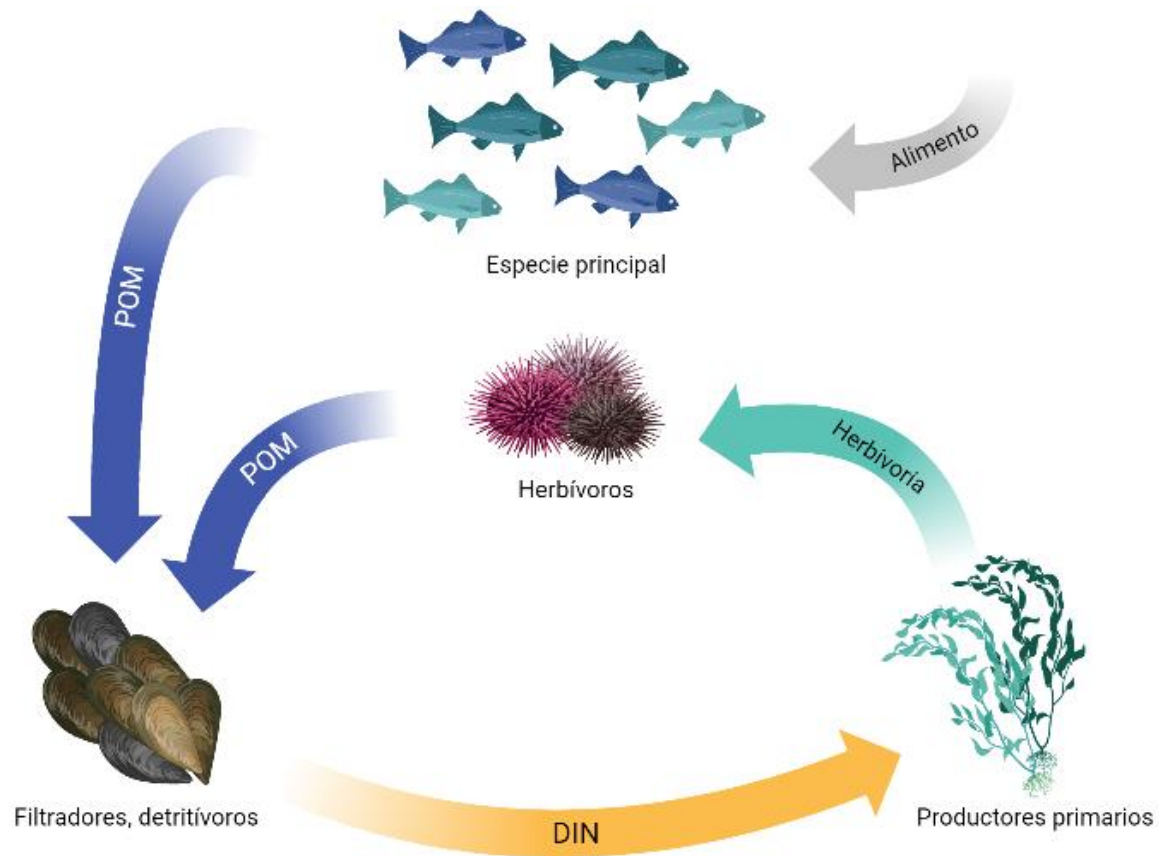 Alimento
Especie principal
POM
POM
Herbívoros
Herbivoría
Filtradores, detritívoros
DIN
Productores primarios